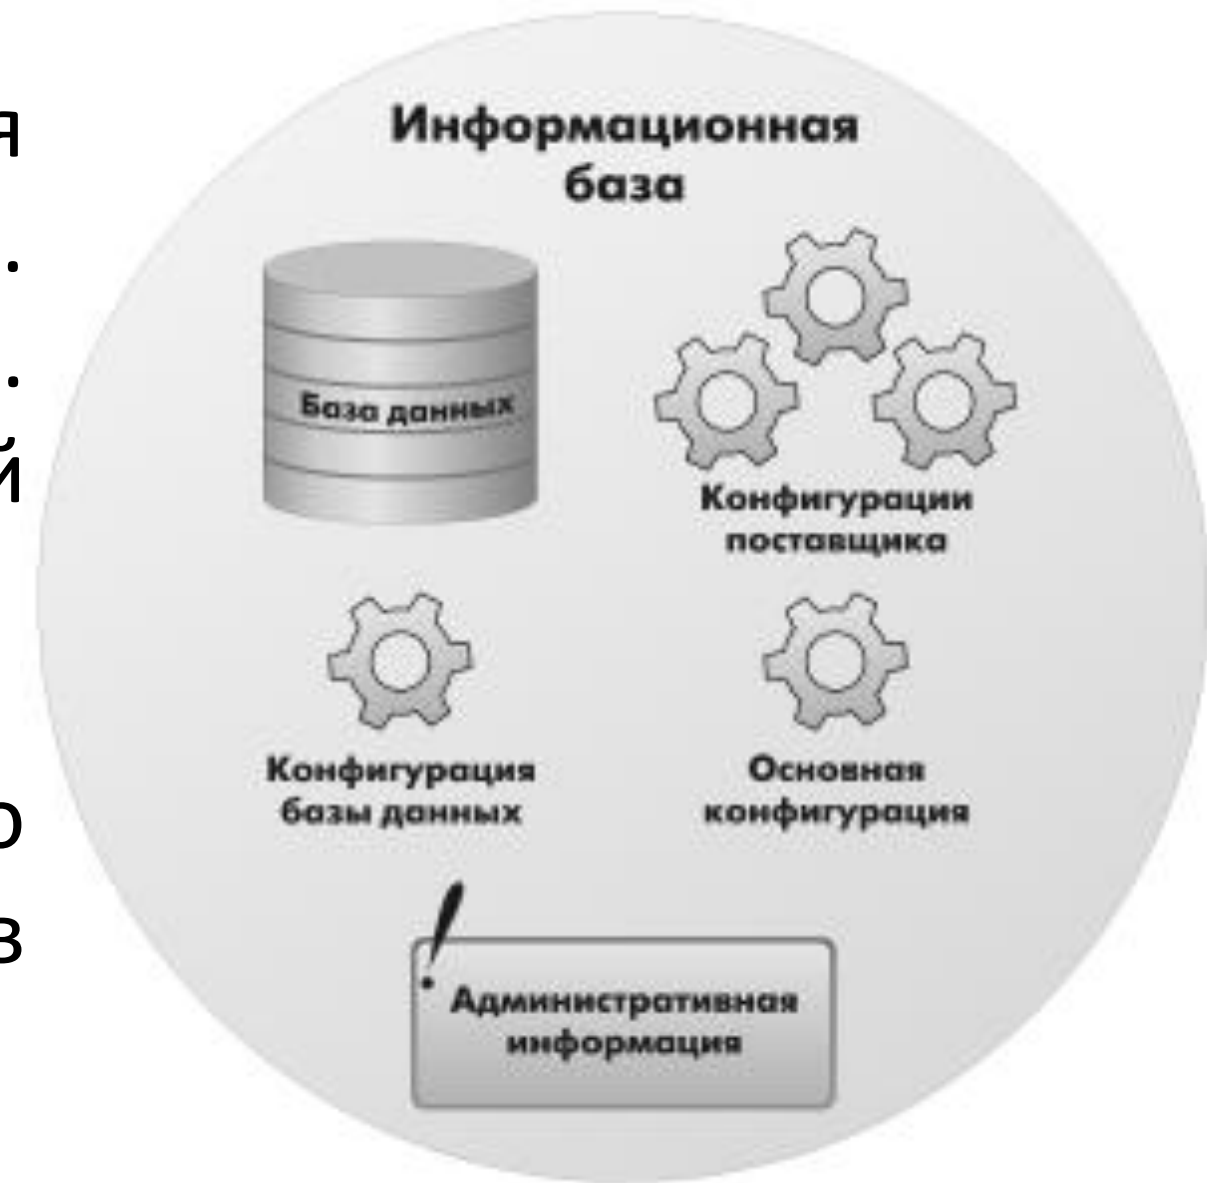 я
.
.
й
о
в
Информационная
база
База данных
Конфигурации
поставщика
Конфигурация
базы данных
Основная
конфигурация
Административная
информация